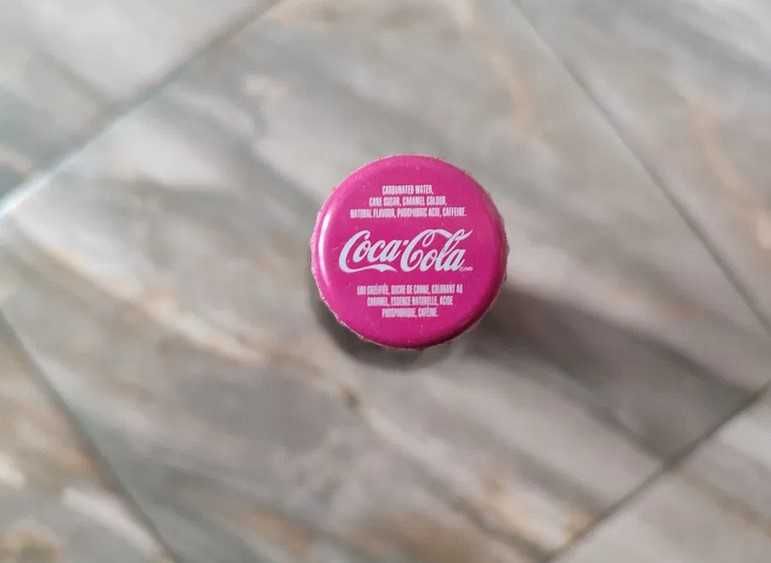 CARBONATED WATER,
CANE SUGAR, CARAMEL COLOUR,
NATURAL FLAVOUR, PHOSPHORIC ACID, CAFFEINE.
Coca-Cola
EAU GAZÉIFIÉE, SUCRE DE CANNE, COLORANT AU
CARAMEL, ESSENCE NATURELLE, ACIDE
PHOSPHORIQUE, CAFÉINE.